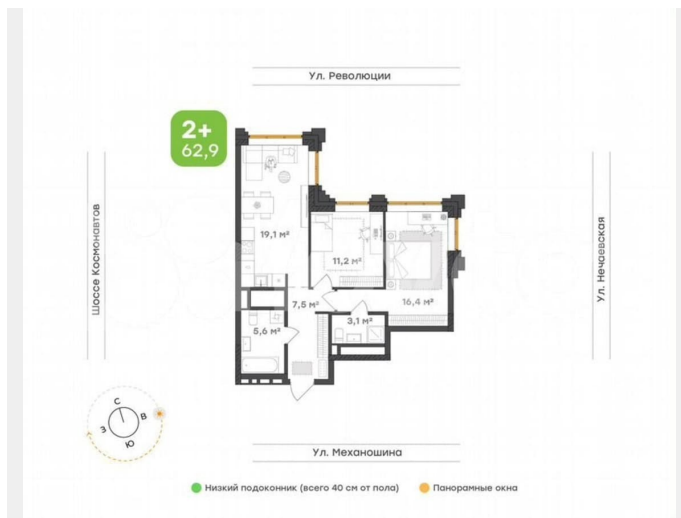 Ул. Революции
2+
62,9
Шоссе Космонавтов
Ул. Нечаевская
19,1 м²
11,2 м²
16,4 м²
7,5 м²
3,1 м²
5,6 м²
С
В
З
Ю
Ул. Механошина
Низкий подоконник (всего 40 см от пола)
Панорамные окна